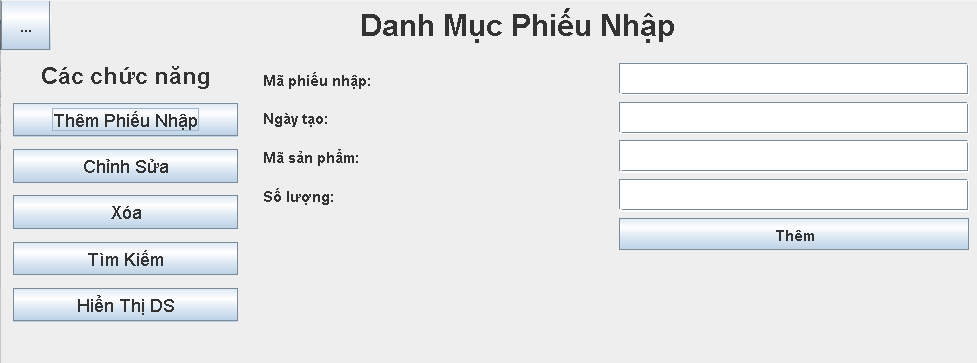 ...
Danh Mục Phiếu Nhập
Các chức năng
Thêm Phiếu Nhập
Chỉnh Sửa
Xóa
Tìm Kiếm
Hiển Thị DS
Mã phiếu nhập:
Ngày tạo:
Mã sản phẩm:
Số lượng:
Thêm